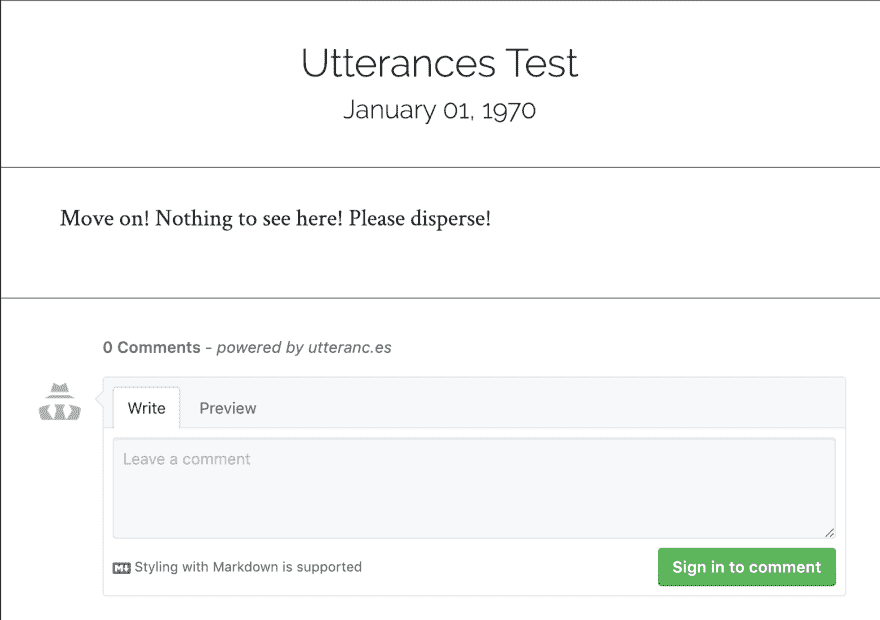 Utterances Test
January 01, 1970
Move on! Nothing to see here! Please disperse!
0 Comments - powered by utteranc.es
Write Preview
Leave a comment
M↓ Styling with Markdown is supported
Sign in to comment